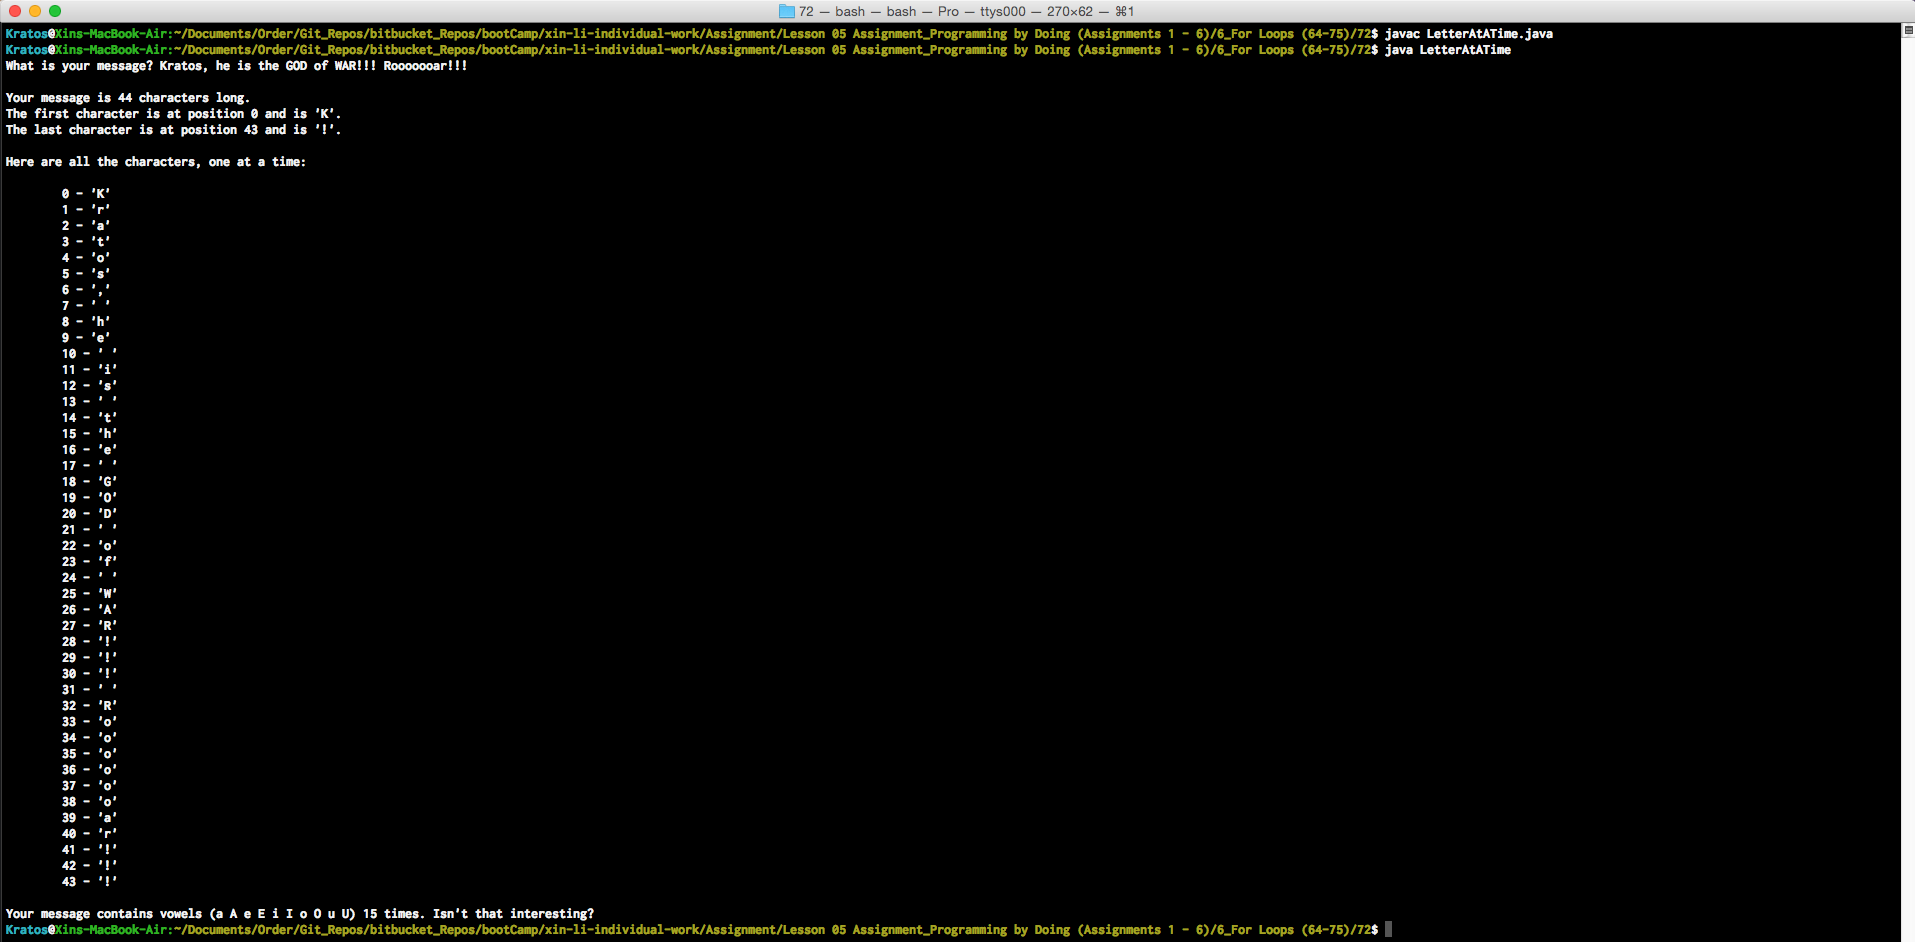 72 — bash — bash — Pro — ttys000 — 270×62 — ⌘1
Kratos@Xins-MacBook-Air:~/Documents/Order/Git_Repos/bitbucket_Repos/bootCamp/xin-li-individual-work/Assignment/Lesson 05 Assignment_Programming by Doing (Assignments 1 - 6)/6_For Loops (64-75)/72$ javac LetterAtATime.java
Kratos@Xins-MacBook-Air:~/Documents/Order/Git_Repos/bitbucket_Repos/bootCamp/xin-li-individual-work/Assignment/Lesson 05 Assignment_Programming by Doing (Assignments 1 - 6)/6_For Loops (64-75)/72$ java LetterAtATime
What is your message? Kratos, he is the GOD of WAR!!! Rooooooar!!!
Your message is 44 characters long.
The first character is at position 0 and is 'K'.
The last character is at position 43 and is '!'.
Here are all the characters, one at a time:
0 - 'K'
1 - 'r'
2 - 'a'
3 - 't'
4 - 'o'
5 - 's'
6 - ','
7 - ' '
8 - 'h'
9 - 'e'
10 - ' '
11 - 'i'
12 - 's'
13 - ' '
14 - 't'
15 - 'h'
16 - 'e'
17 - ' '
18 - 'G'
19 - 'O'
20 - 'D'
21 - ' '
22 - 'o'
23 - 'f'
24 - ' '
25 - 'W'
26 - 'A'
27 - 'R'
28 - '!'
29 - '!'
30 - '!'
31 - ' '
32 - 'R'
33 - 'o'
34 - 'o'
35 - 'o'
36 - 'o'
37 - 'o'
38 - 'o'
39 - 'a'
40 - 'r'
41 - '!'
42 - '!'
43 - '!'
Your message contains vowels (a A e E i I o O u U) 15 times. Isn't that interesting?
Kratos@Xins-MacBook-Air:~/Documents/Order/Git_Repos/bitbucket_Repos/bootCamp/xin-li-individual-work/Assignment/Lesson 05 Assignment_Programming by Doing (Assignments 1 - 6)/6_For Loops (64-75)/72$